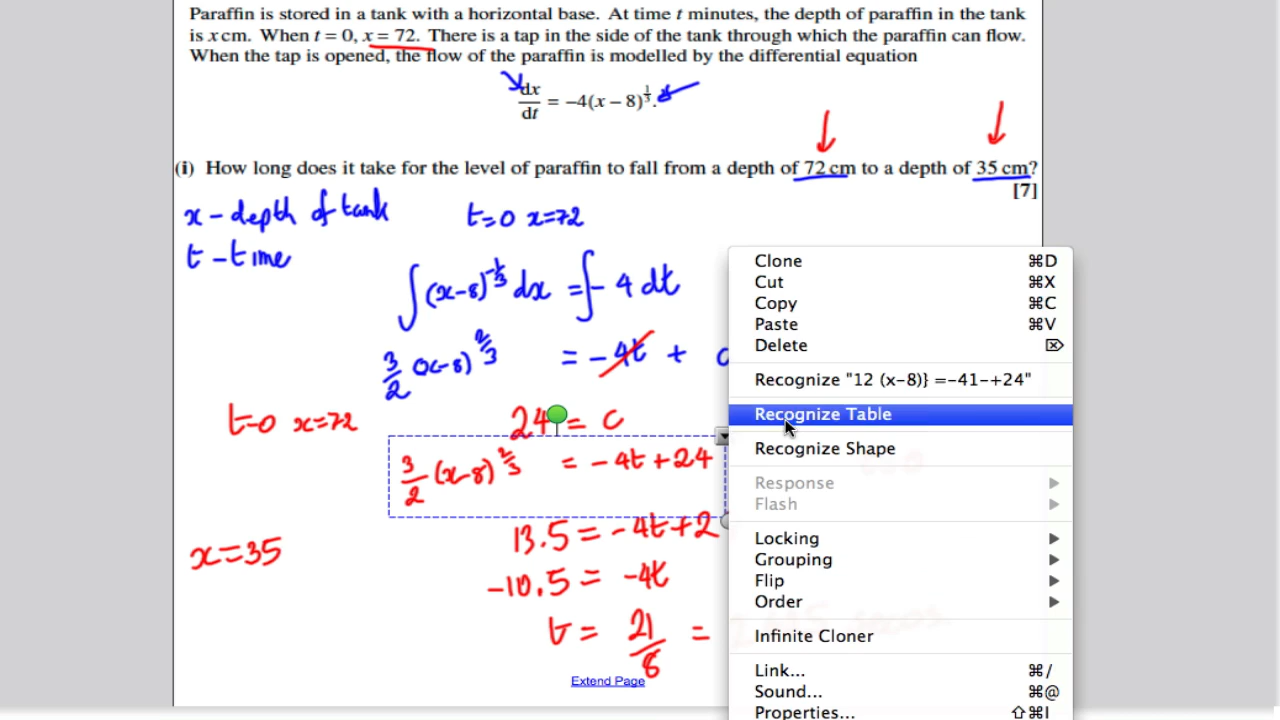 Paraffin is stored in a tank with a horizontal base. At time t minutes, the depth of paraffin in the tank
is x cm. When t = 0, x = 72. There is a tap in the side of the tank through which the paraffin can flow.
When the tap is opened, the flow of the paraffin is modelled by the differential equation
dx/dt = −4(x − 8)^(1/3).
(i) How long does it take for the level of paraffin to fall from a depth of 72 cm to a depth of 35 cm?
[7]
x – depth of tank
t=0 x=72
t – time
∫(x-8)^(-1/3) dx = ∫-4 dt
3/2 (x-8)^(2/3) = -4t + c
t=0 x=72
24 = c
3/2 (x-8)^(2/3) = -4t+24
13.5 = -4t+2
x=35
-10.5 = -4t
t = 21/8 =
Extend Page
Clone ⌘D
Cut ⌘X
Copy ⌘C
Paste ⌘V
Delete ⌦
Recognize "12 (x-8)} =-41-+24"
Recognize Table
Recognize Shape
Response
Flash
Locking
Grouping
Flip
Order
Infinite Cloner
Link... ⌘/
Sound... ⌘@
Properties... ⇧⌘I